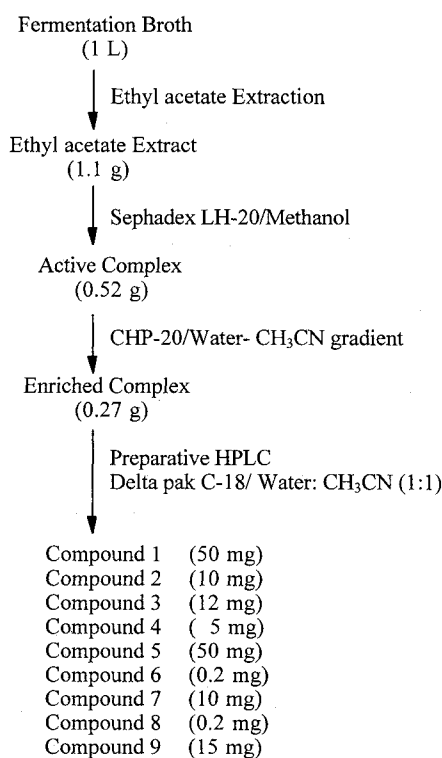 Fermentation Broth
(1 L)
Ethyl acetate Extraction
Ethyl acetate Extract
(1.1 g)
Sephadex LH-20/Methanol
Active Complex
(0.52 g)
CHP-20/Water- CH₃CN gradient
Enriched Complex
(0.27 g)
Preparative HPLC
Delta pak C-18/ Water: CH₃CN (1:1)
Compound 1 (50 mg)
Compound 2 (10 mg)
Compound 3 (12 mg)
Compound 4 ( 5 mg)
Compound 5 (50 mg)
Compound 6 (0.2 mg)
Compound 7 (10 mg)
Compound 8 (0.2 mg)
Compound 9 (15 mg)